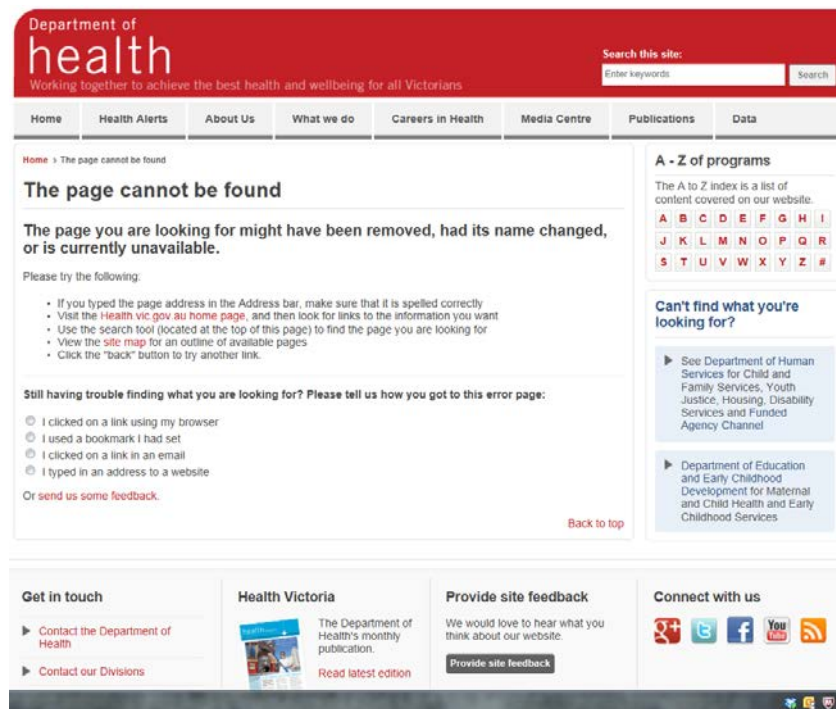 Department of
health
Working together to achieve the best health and wellbeing for all Victorians
Search this site:
Enter keywords
Search
Home
Health Alerts
About Us
What we do
Careers in Health
Media Centre
Publications
Data
Home › The page cannot be found
The page cannot be found
The page you are looking for might have been removed, had its name changed,
or is currently unavailable.
Please try the following:
• If you typed the page address in the Address bar, make sure that it is spelled correctly
• Visit the Health.vic.gov.au home page, and then look for links to the information you want
• Use the search tool (located at the top of this page) to find the page you are looking for
• View the site map for an outline of available pages
• Click the "back" button to try another link.
Still having trouble finding what you are looking for? Please tell us how you got to this error page:
I clicked on a link using my browser
I used a bookmark I had set
I clicked on a link in an email
I typed in an address to a website
Or send us some feedback.
Back to top
A - Z of programs
The A to Z index is a list of
content covered on our website.
A B C D E F G H I
J K L M N O P Q R
S T U V W X Y Z #
Can't find what you're
looking for?
See Department of Human
Services for Child and
Family Services, Youth
Justice, Housing, Disability
Services and Funded
Agency Channel
Department of Education
and Early Childhood
Development for Maternal
and Child Health and Early
Childhood Services
Get in touch
Contact the Department of
Health
Contact our Divisions
Health Victoria
health
The Department of
Health's monthly
publication.
Read latest edition
Provide site feedback
We would love to hear what you
think about our website.
Provide site feedback
Connect with us
g+
You
Tube